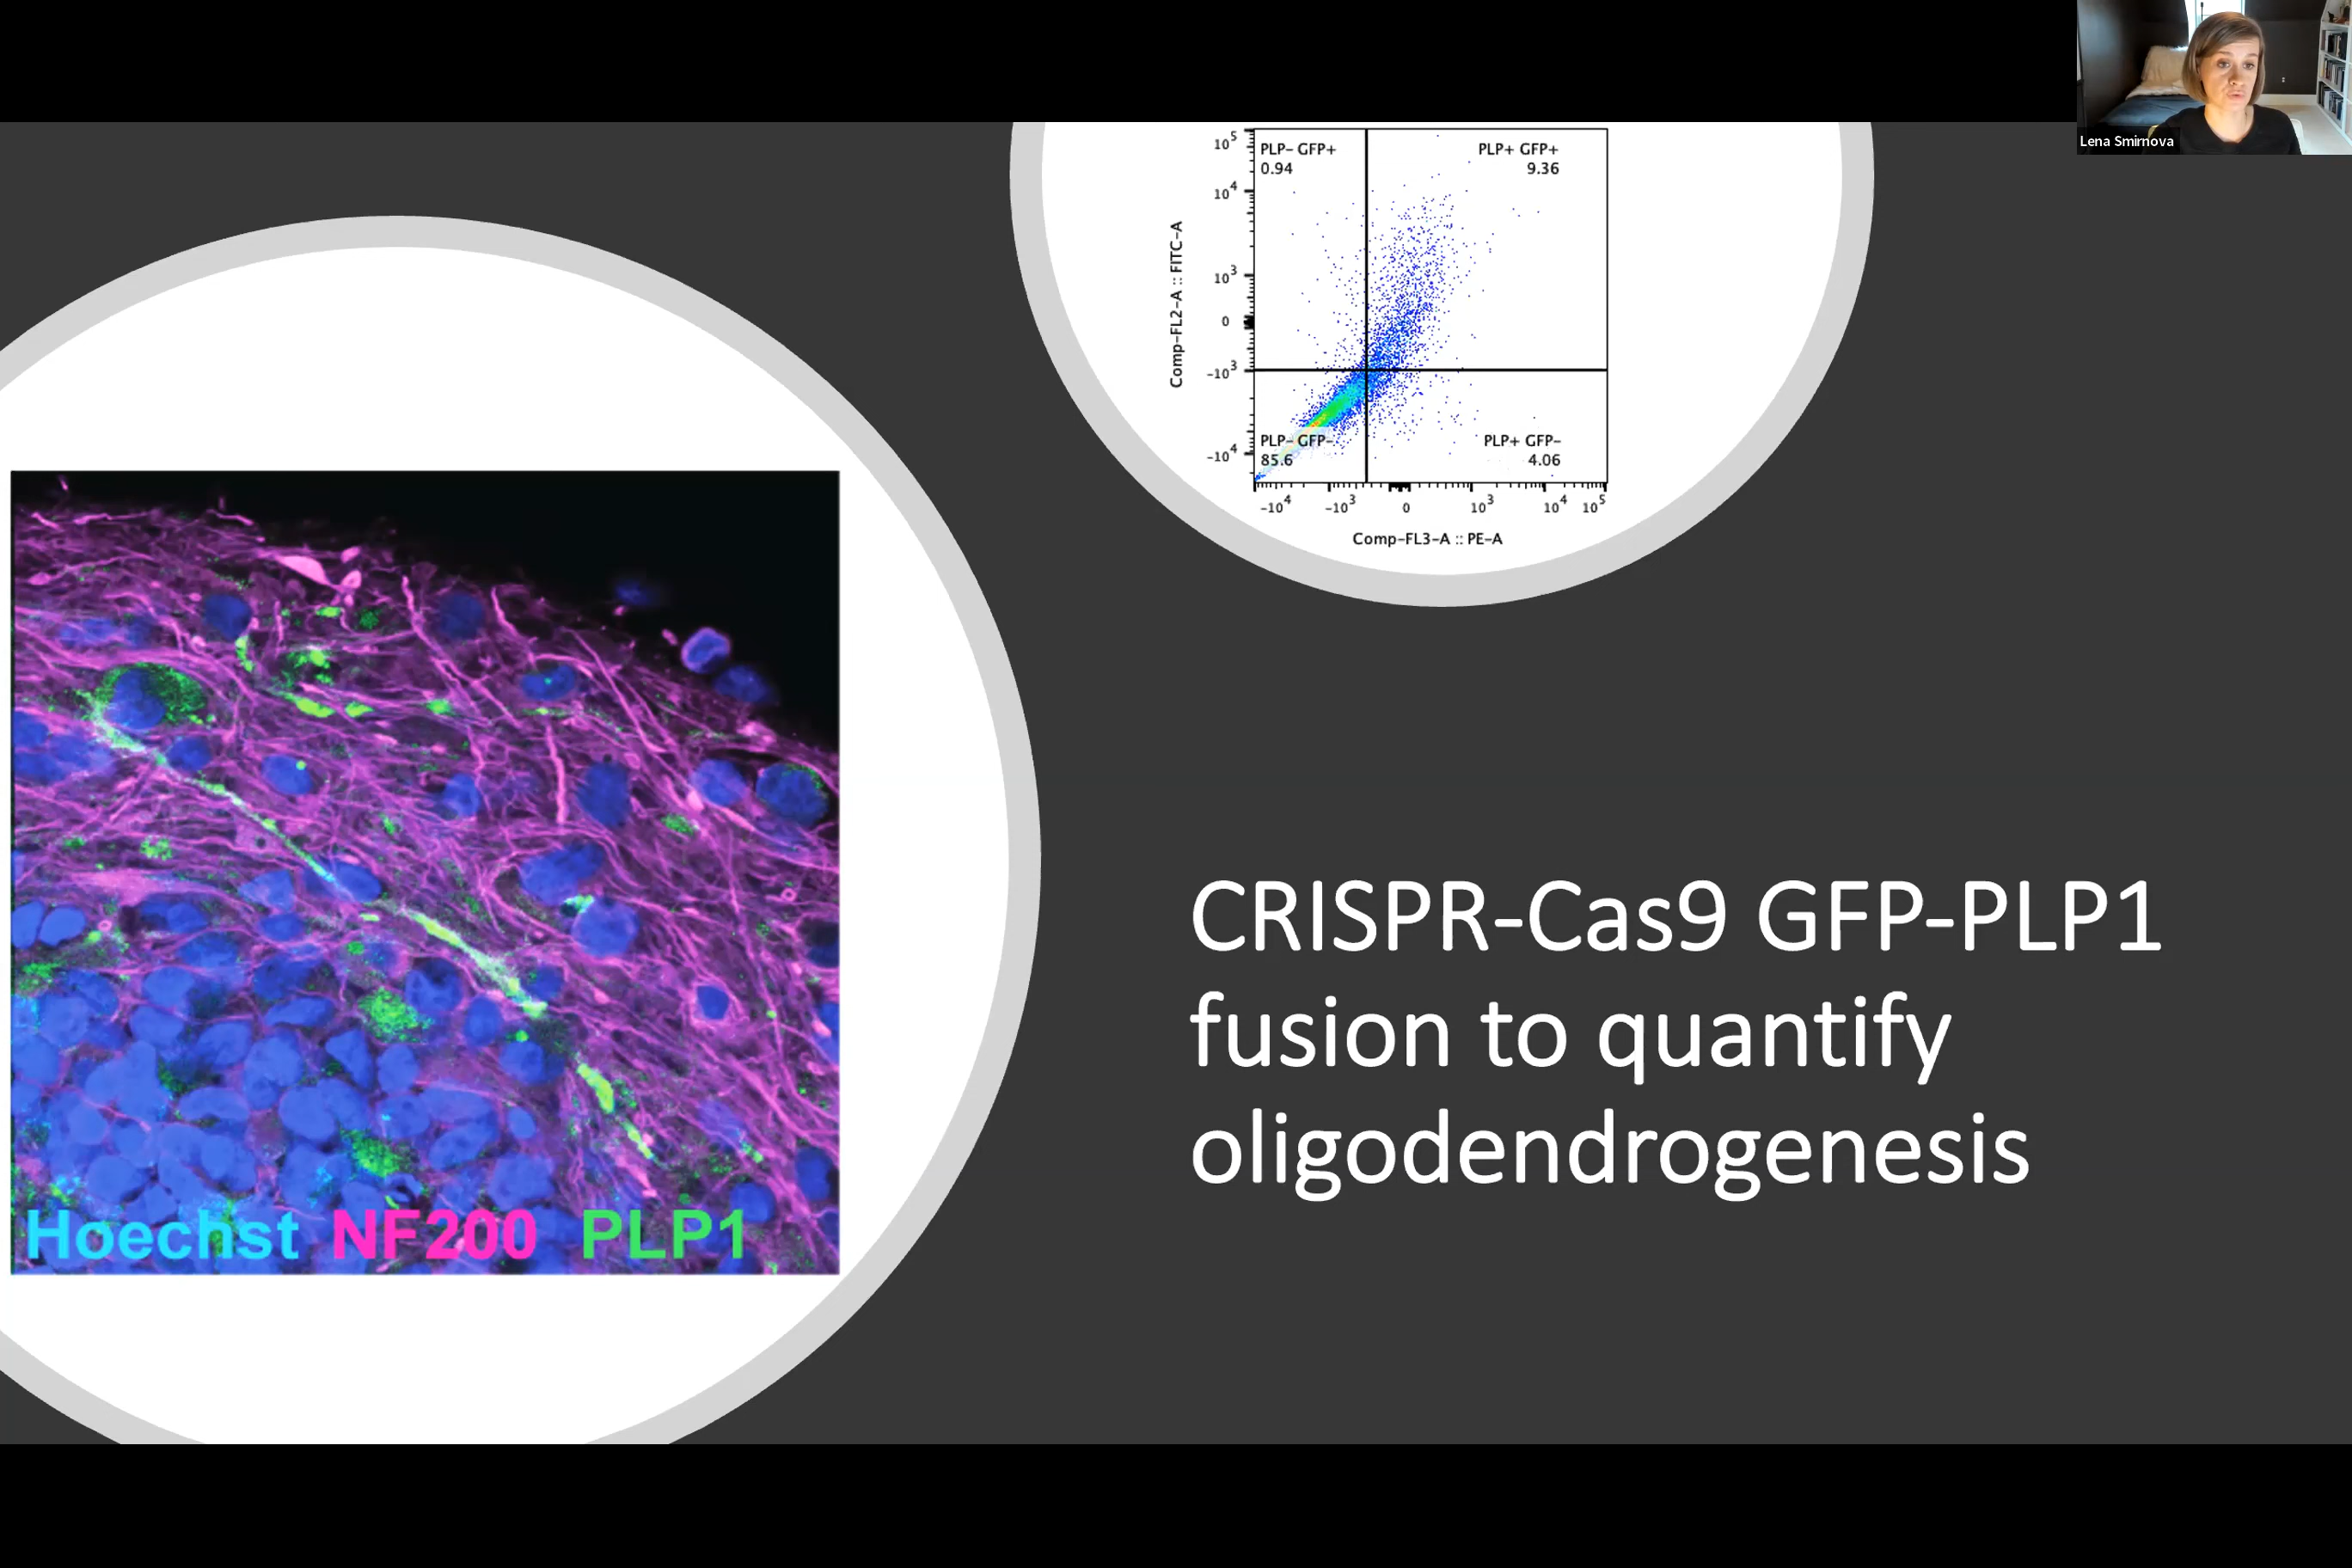 Lena Smirnova
PLP- GFP+
0.94
PLP+ GFP+
9.36
PLP- GFP-
85.6
PLP+ GFP-
4.06
10^5
10^4
10^3
0
-10^3
-10^4
Comp-FL2-A :: FITC-A
-10^4 -10^3 0 10^3 10^4 10^5
Comp-FL3-A :: PE-A
Hoechst NF200 PLP1
CRISPR-Cas9 GFP-PLP1
fusion to quantify
oligodendrogenesis